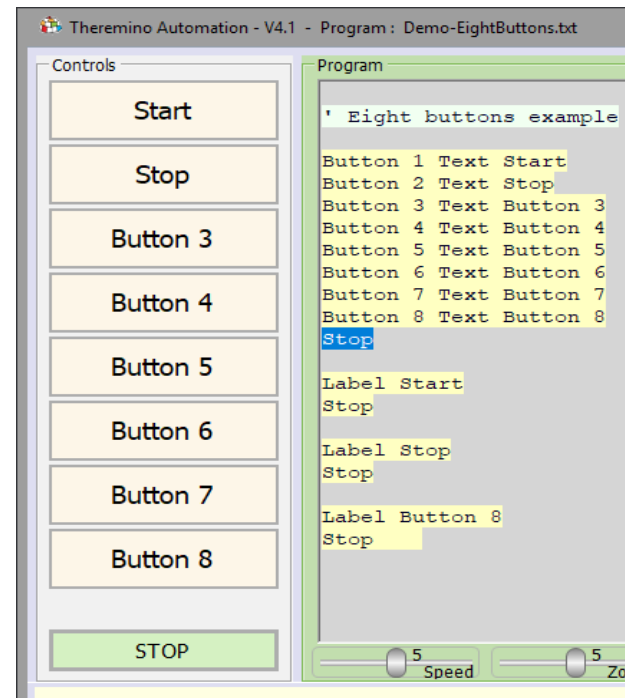 Theremino Automation - V4.1 - Program : Demo-EightButtons.txt
Controls
Start
Stop
Button 3
Button 4
Button 5
Button 6
Button 7
Button 8
STOP
Program
' Eight buttons example
Button 1 Text Start
Button 2 Text Stop
Button 3 Text Button 3
Button 4 Text Button 4
Button 5 Text Button 5
Button 6 Text Button 6
Button 7 Text Button 7
Button 8 Text Button 8
Stop
Label Start
Stop
Label Stop
Stop
Label Button 8
Stop
5
Speed
5